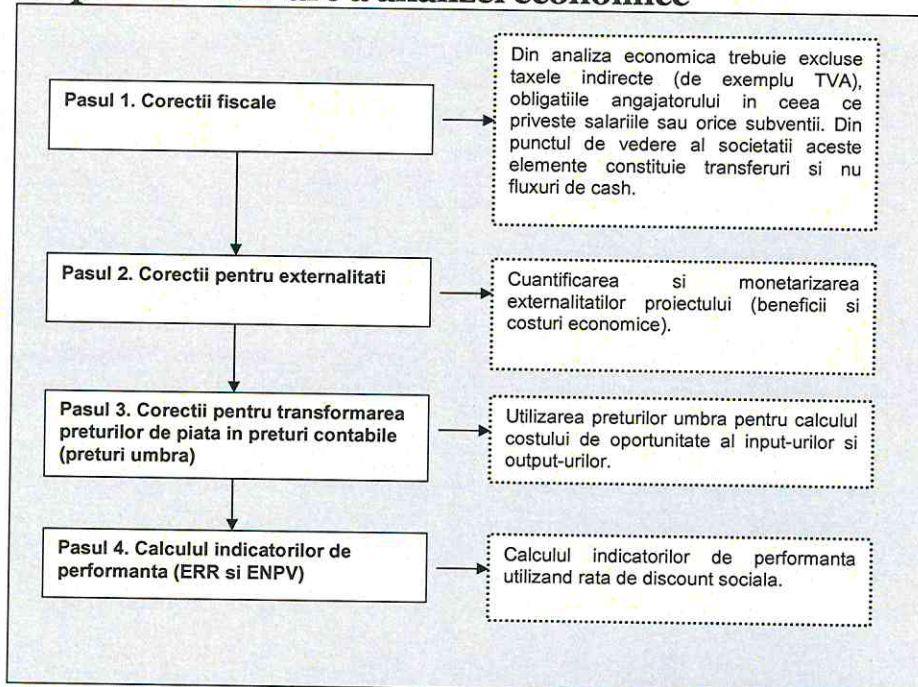 a analizei economice
Pasul 1. Corectii fiscale
Din analiza economica trebuie excluse
taxele indirecte (de exemplu TVA),
obligatiile angajatorului in ceea ce
priveste salariile sau orice subventii. Din
punctul de vedere al societatii aceste
elemente constituie transferuri si nu
fluxuri de cash.
Pasul 2. Corectii pentru externalitati
Cuantificarea si monetarizarea
externalitatilor proiectului (beneficii si
costuri economice).
Pasul 3. Corectii pentru transformarea
preturilor de piata in preturi contabile
(preturi umbra)
Utilizarea preturilor umbra pentru calculul
costului de oportunitate al input-urilor si
output-urilor.
Pasul 4. Calculul indicatorilor de
performanta (ERR si ENPV)
Calculul indicatorilor de performanta
utilizand rata de discount sociala.